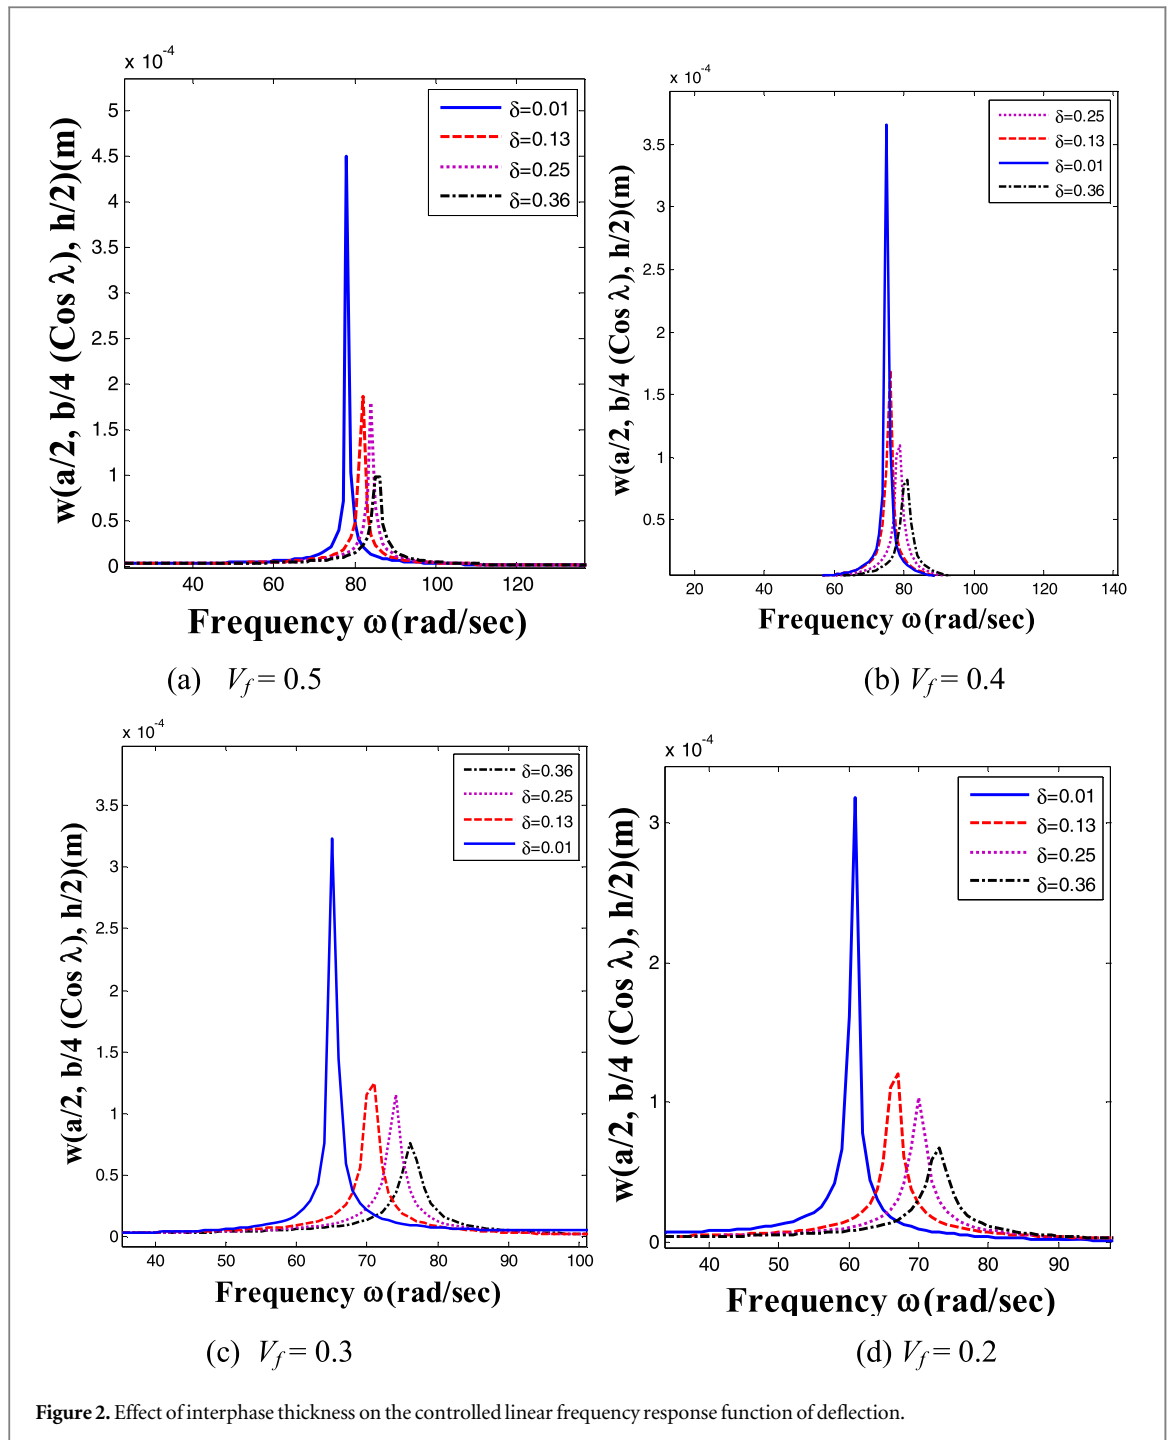 x 10-4
w(a/2, b/4 (Cos λ), h/2)(m)
5
4.5
4
3.5
3
2.5
2
1.5
1
0.5
0
δ=0.01
δ=0.13
δ=0.25
δ=0.36
40 60 80 100 120
Frequency ω(rad/sec)
(a) Vf = 0.5
x 10-4
w(a/2, b/4 (Cos λ), h/2)(m)
3.5
3
2.5
2
1.5
1
0.5
δ=0.25
δ=0.13
δ=0.01
δ=0.36
20 40 60 80 100 120 140
Frequency ω(rad/sec)
(b) Vf = 0.4
x 10-4
w(a/2, b/4 (Cos λ), h/2)(m)
3.5
3
2.5
2
1.5
1
0.5
0
δ=0.36
δ=0.25
δ=0.13
δ=0.01
40 50 60 70 80 90 100
Frequency ω(rad/sec)
(c) Vf = 0.3
x 10-4
w(a/2, b/4 (Cos λ), h/2)(m)
3
2
1
0
δ=0.01
δ=0.13
δ=0.25
δ=0.36
40 50 60 70 80 90
Frequency ω(rad/sec)
(d) Vf = 0.2
Figure 2. Effect of interphase thickness on the controlled linear frequency response function of deflection.